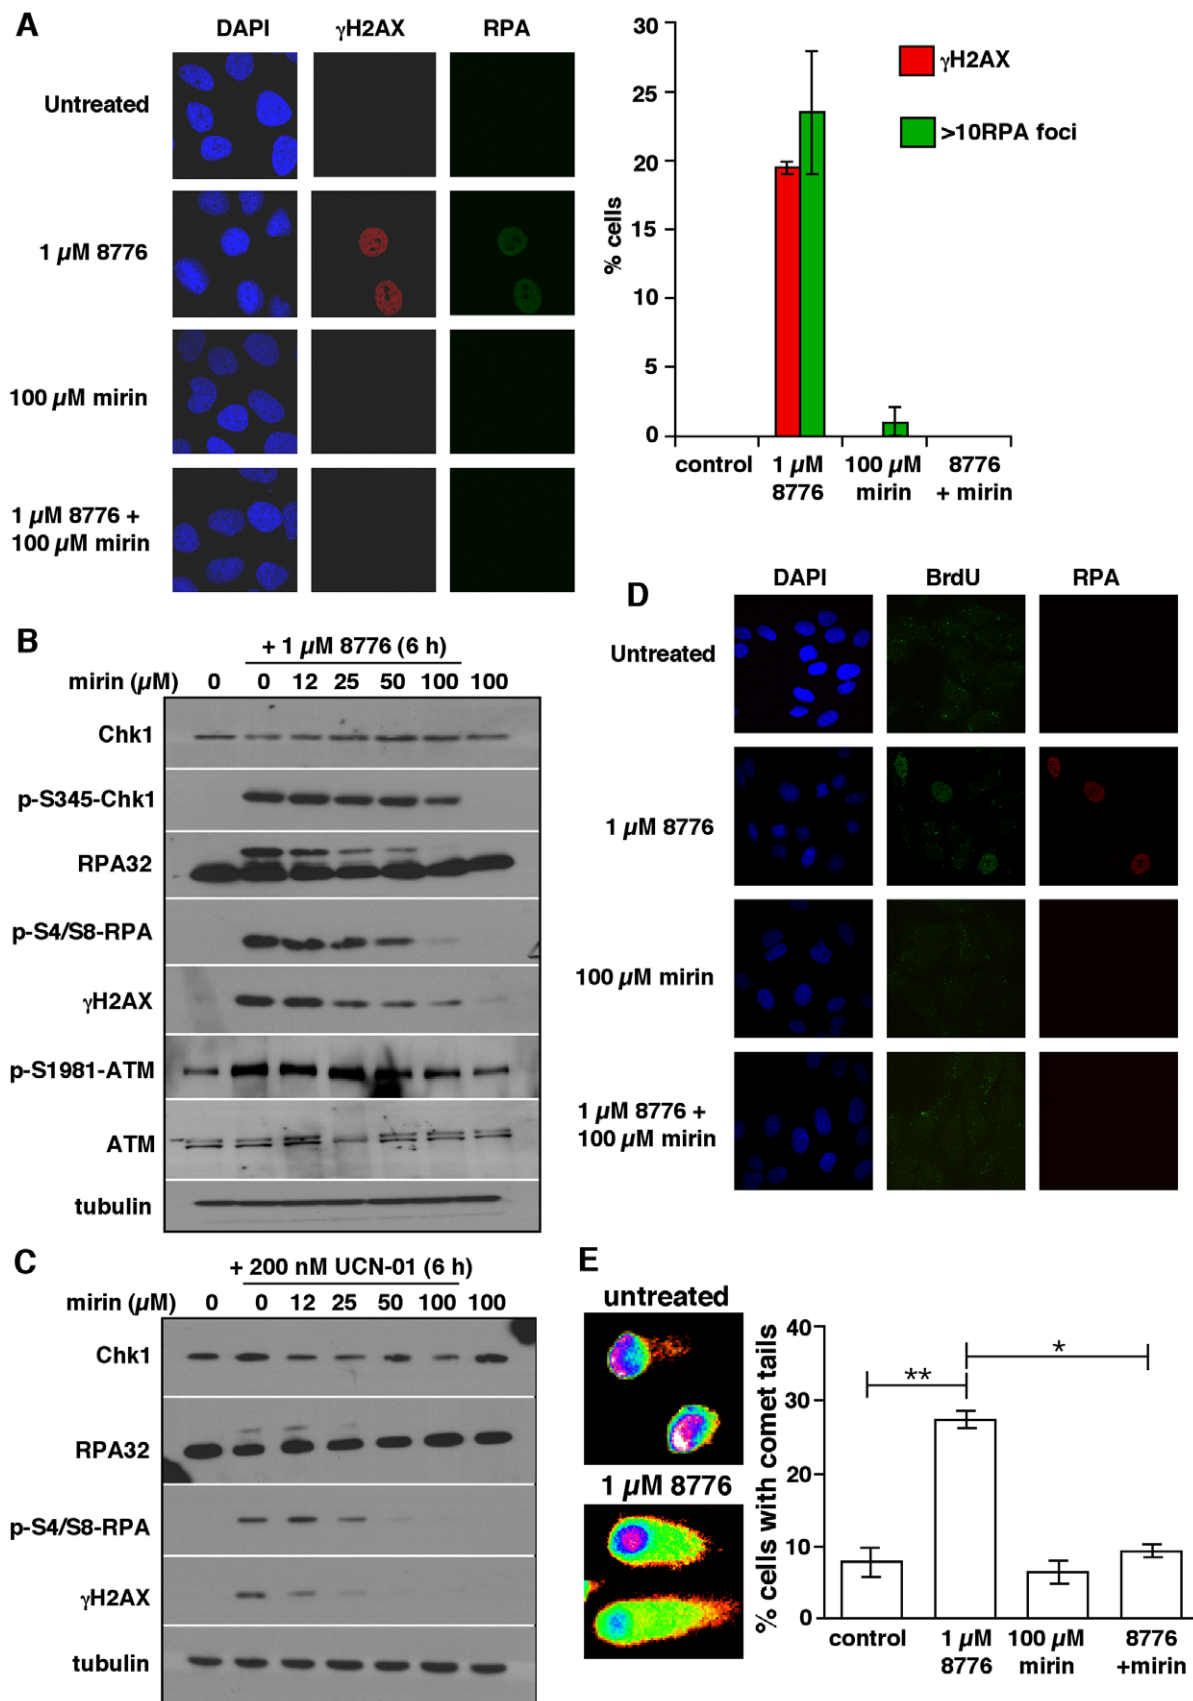 A
DAPI γH2AX RPA
Untreated
1 µM 8776
100 µM mirin
1 µM 8776 +
100 µM mirin
30
25
20
15
10
5
0
% cells
γH2AX
>10RPA foci
control 1 µM 100 µM 8776
8776 mirin + mirin
B
+ 1 µM 8776 (6 h)
mirin (µM) 0 0 12 25 50 100 100
Chk1
p-S345-Chk1
RPA32
p-S4/S8-RPA
γH2AX
p-S1981-ATM
ATM
tubulin
C
+ 200 nM UCN-01 (6 h)
mirin (µM) 0 0 12 25 50 100 100
Chk1
RPA32
p-S4/S8-RPA
γH2AX
tubulin
D
DAPI BrdU RPA
Untreated
1 µM 8776
100 µM mirin
1 µM 8776 +
100 µM mirin
E
untreated
1 µM 8776
% cells with comet tails
40
30
20
10
0
** *
control 1 µM 100 µM 8776
8776 mirin +mirin